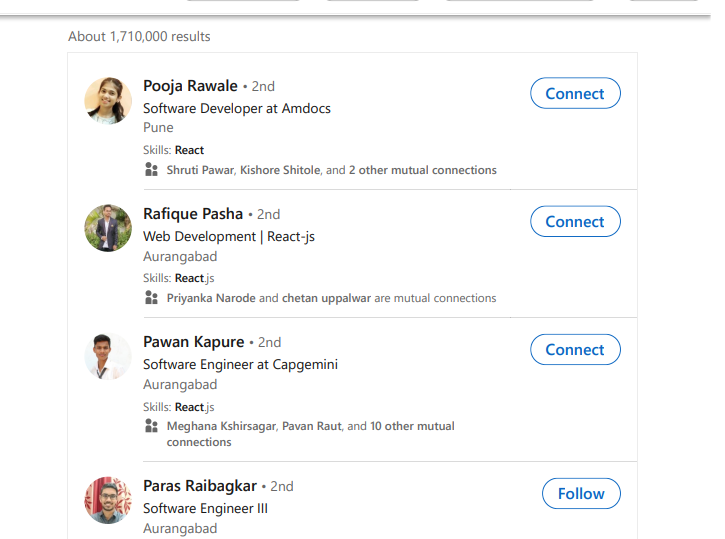 About 1,710,000 results
Pooja Rawale • 2nd
Connect
Software Developer at Amdocs
Pune
Skills: React
Shruti Pawar, Kishore Shitole, and 2 other mutual connections
Rafique Pasha • 2nd
Connect
Web Development | React-js
Aurangabad
Skills: React.js
Priyanka Narode and chetan uppalwar are mutual connections
Pawan Kapure • 2nd
Connect
Software Engineer at Capgemini
Aurangabad
Skills: React.js
Meghana Kshirsagar, Pavan Raut, and 10 other mutual
connections
Paras Raibagkar • 2nd
Follow
Software Engineer III
Aurangabad